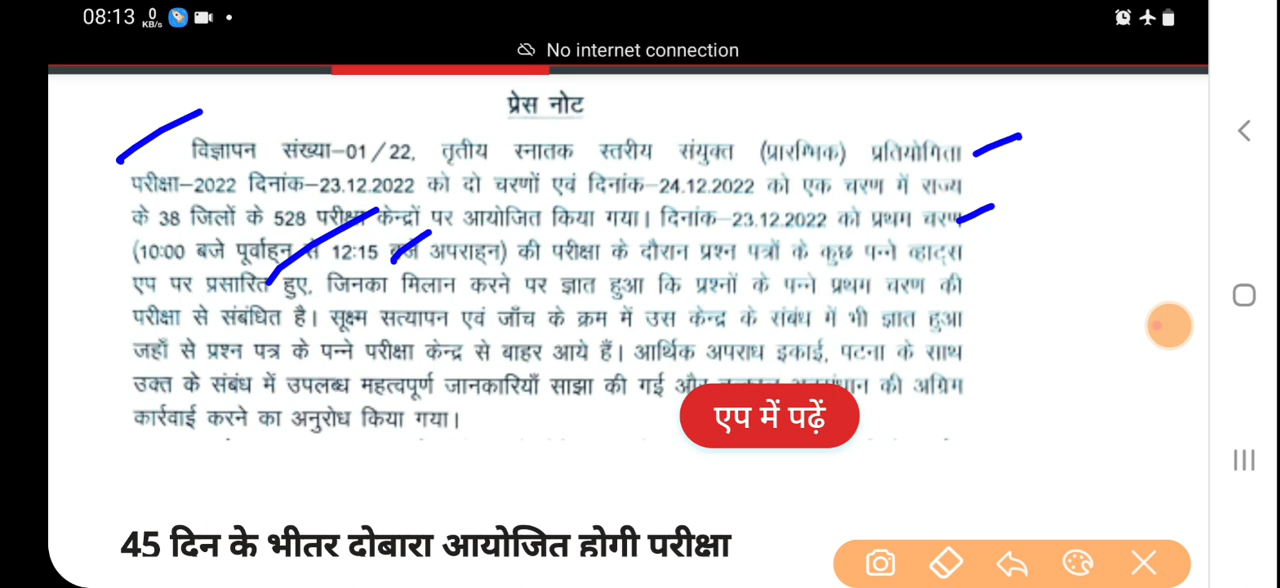 08:13 0 KB/s
No internet connection
प्रेस नोट
विज्ञापन संख्या-01/22, तृतीय स्नातक स्तरीय संयुक्त (प्रारम्भिक) प्रतियोगिता
परीक्षा-2022 दिनांक-23.12.2022 को दो चरणों एवं दिनांक-24.12.2022 को एक चरण में राज्य
के 38 जिलों के 528 परीक्षा केन्द्रों पर आयोजित किया गया। दिनांक-23.12.2022 को प्रथम चरण
(10:00 बजे पूर्वाह्न से 12:15 बजे अपराह्न) की परीक्षा के दौरान प्रश्न पत्रों के कुछ पन्ने व्हाट्स
एप पर प्रसारित हुए, जिनका मिलान करने पर ज्ञात हुआ कि प्रश्नों के पन्ने प्रथम चरण की
परीक्षा से संबंधित है। सूक्ष्म सत्यापन एवं जाँच के क्रम में उस केन्द्र के संबंध में भी ज्ञात हुआ
जहाँ से प्रश्न पत्र के पन्ने परीक्षा केन्द्र से बाहर आये हैं। आर्थिक अपराध इकाई, पटना के साथ
उक्त के संबंध में उपलब्ध महत्वपूर्ण जानकारियाँ साझा की गई और की अग्रिम
कार्रवाई करने का अनुरोध किया गया।
एप में पढ़ें
45 दिन के भीतर दोबारा आयोजित होगी परीक्षा